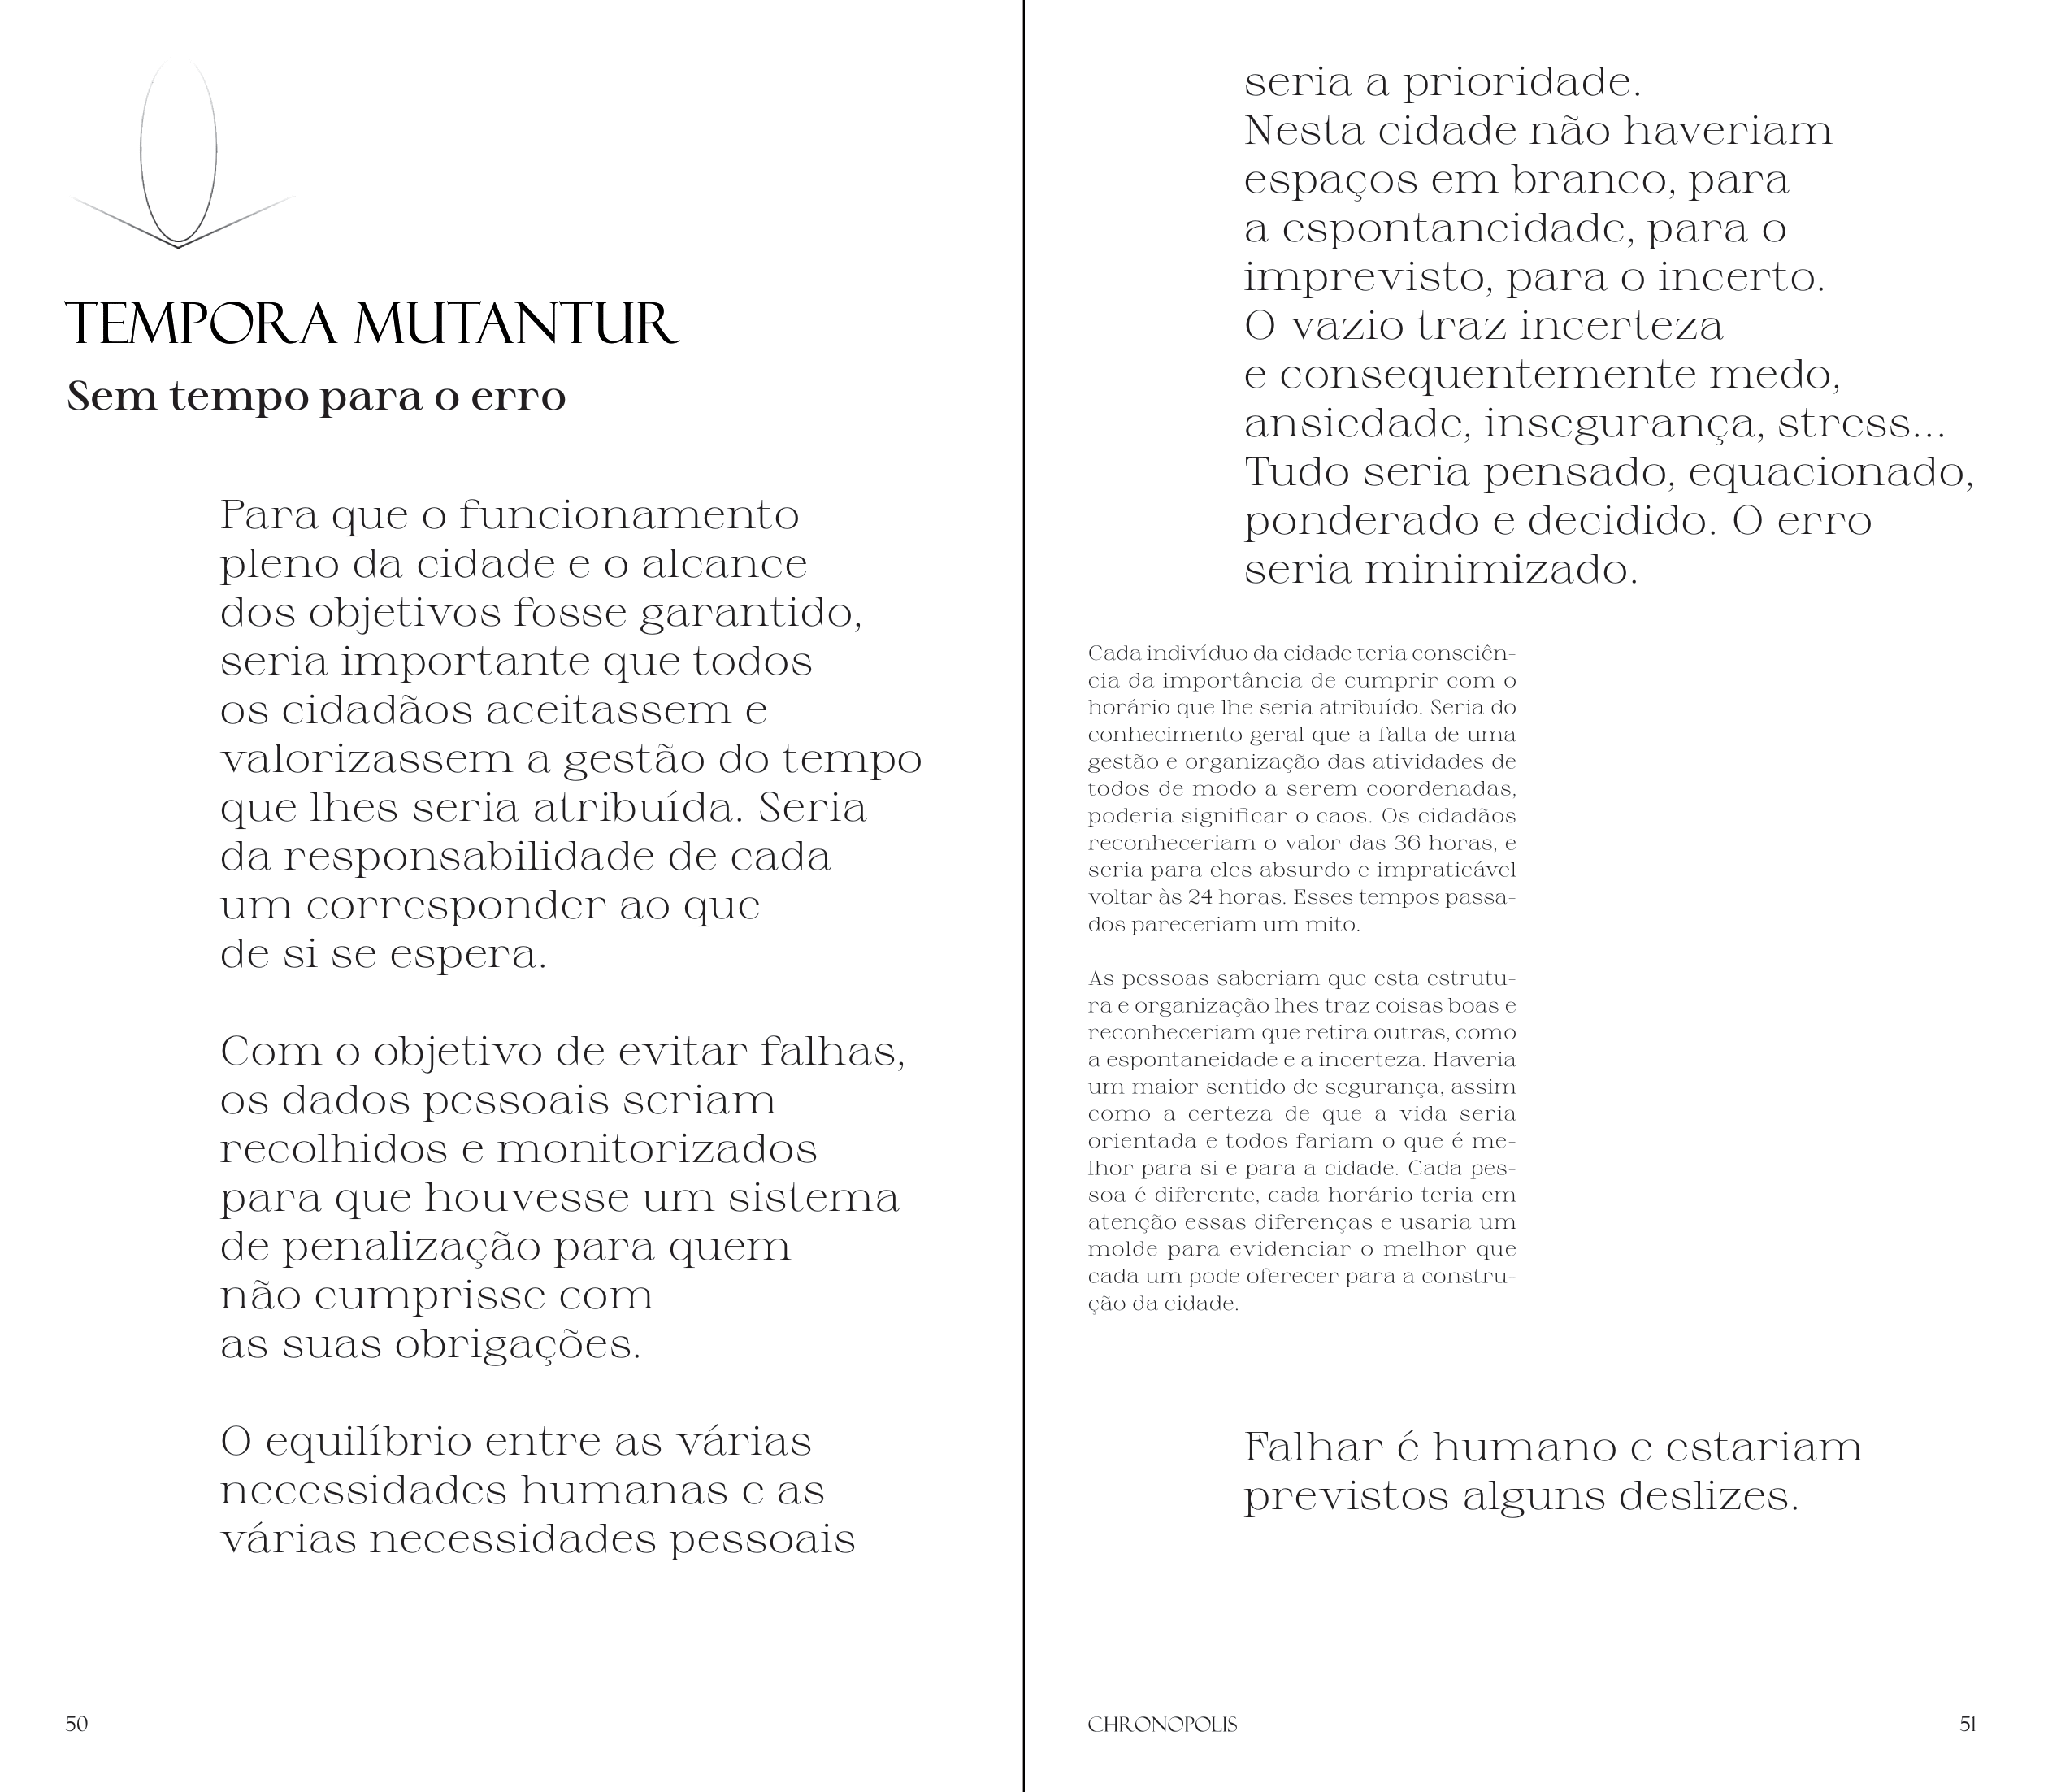 TEMPORA MUTANTUR
Sem tempo para o erro
Para que o funcionamento
pleno da cidade e o alcance
dos objetivos fosse garantido,
seria importante que todos
os cidadãos aceitassem e
valorizassem a gestão do tempo
que lhes seria atribuída. Seria
da responsabilidade de cada
um corresponder ao que
de si se espera.
Com o objetivo de evitar falhas,
os dados pessoais seriam
recolhidos e monitorizados
para que houvesse um sistema
de penalização para quem
não cumprisse com
as suas obrigações.
O equilíbrio entre as várias
necessidades humanas e as
várias necessidades pessoais
50
seria a prioridade.
Nesta cidade não haveriam
espaços em branco, para
a espontaneidade, para o
imprevisto, para o incerto.
O vazio traz incerteza
e consequentemente medo,
ansiedade, insegurança, stress...
Tudo seria pensado, equacionado,
ponderado e decidido. O erro
seria minimizado.
Cada indivíduo da cidade teria consciên-
cia da importância de cumprir com o
horário que lhe seria atribuído. Seria do
conhecimento geral que a falta de uma
gestão e organização das atividades de
todos de modo a serem coordenadas,
poderia significar o caos. Os cidadãos
reconheceriam o valor das 36 horas, e
seria para eles absurdo e impraticável
voltar às 24 horas. Esses tempos passa-
dos pareceriam um mito.
As pessoas saberiam que esta estrutu-
ra e organização lhes traz coisas boas e
reconheceriam que retira outras, como
a espontaneidade e a incerteza. Haveria
um maior sentido de segurança, assim
como a certeza de que a vida seria
orientada e todos fariam o que é me-
lhor para si e para a cidade. Cada pes-
soa é diferente, cada horário teria em
atenção essas diferenças e usaria um
molde para evidenciar o melhor que
cada um pode oferecer para a constru-
ção da cidade.
Falhar é humano e estariam
previstos alguns deslizes.
CHRONOPOLIS
51